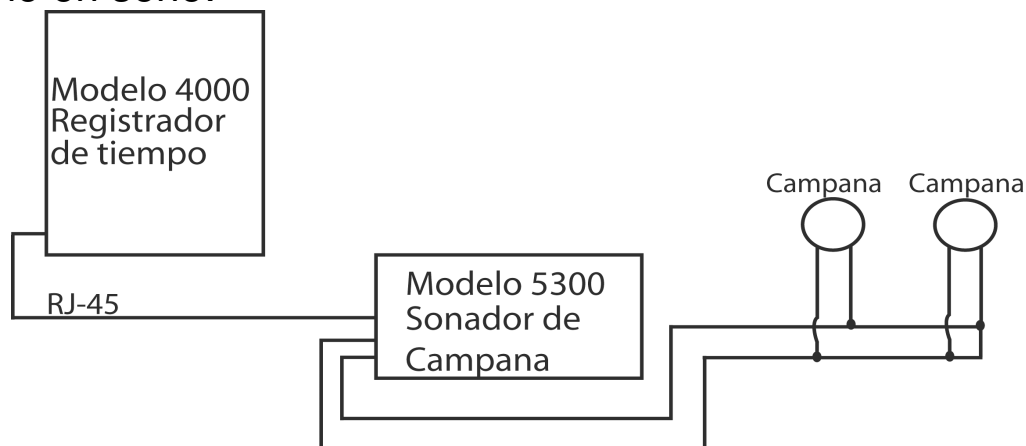 Modelo 4000
Registrador
de tiempo
Campana Campana
RJ-45
Modelo 5300
Sonador de
Campana